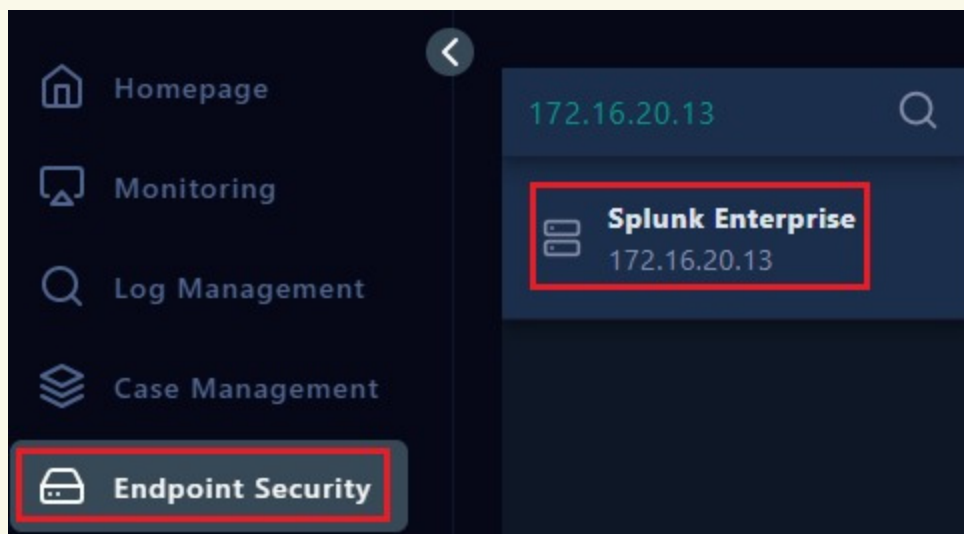 Homepage
Monitoring
Log Management
Case Management
Endpoint Security
172.16.20.13
Splunk Enterprise
172.16.20.13